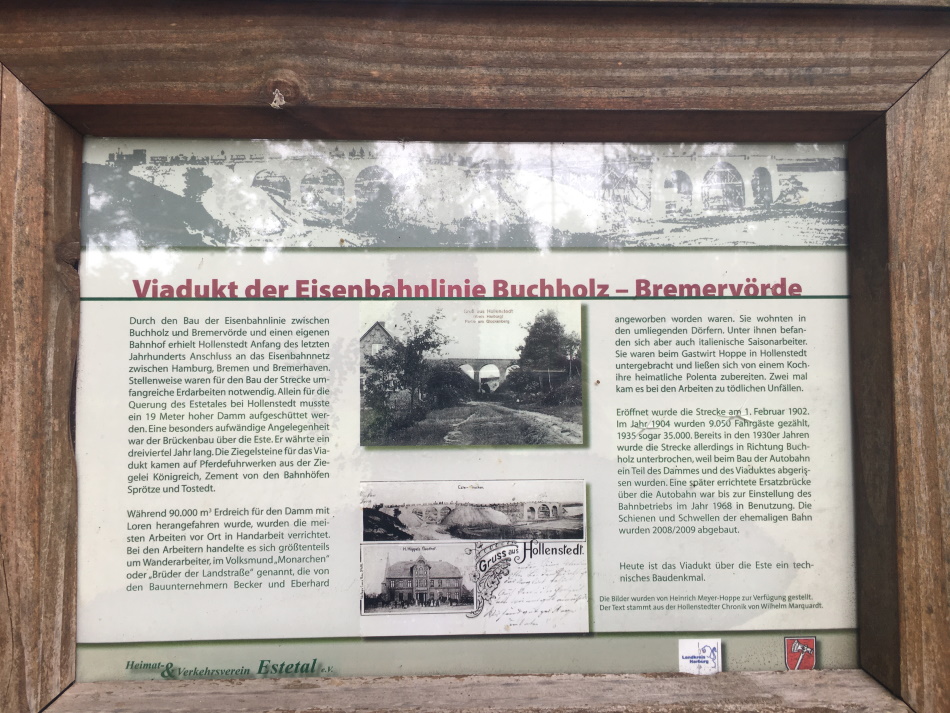 Viadukt der Eisenbahnlinie Buchholz – Bremervörde
Durch den Bau der Eisenbahnlinie zwischen
Buchholz und Bremervörde und einen eigenen
Bahnhof erhielt Hollenstedt Anfang des letzten
Jahrhunderts Anschluss an das Eisenbahnnetz
zwischen Hamburg, Bremen und Bremerhaven.
Stellenweise waren für den Bau der Strecke um-
fangreiche Erdarbeiten notwendig. Allein für die
Querung des Estetales bei Hollenstedt musste
ein 19 Meter hoher Damm aufgeschüttet wer-
den. Eine besonders aufwändige Angelegenheit
war der Brückenbau über die Este. Er währte ein
dreiviertel Jahr lang. Die Ziegelsteine für das Via-
dukt kamen auf Pferdefuhrwerken aus der Zie-
gelei Königreich, Zement von den Bahnhöfen
Sprötze und Tostedt.
Während 90.000 m³ Erdreich für den Damm mit
Loren herangefahren wurde, wurden die meis-
ten Arbeiten vor Ort in Handarbeit verrichtet.
Bei den Arbeitern handelte es sich größtenteils
um Wanderarbeiter, im Volksmund „Monarchen"
oder „Brüder der Landstraße" genannt, die von
den Bauunternehmern Becker und Eberhard
Gruß aus Hollenstedt
Este-Viadukt
H. Hoppes Gasthof
Gruss aus Hollenstedt.
angeworben worden waren. Sie wohnten in
den umliegenden Dörfern. Unter ihnen befan-
den sich aber auch italienische Saisonarbeiter.
Sie waren beim Gastwirt Hoppe in Hollenstedt
untergebracht und ließen sich von einem Koch
ihre heimatliche Polenta zubereiten. Zwei mal
kam es bei den Arbeiten zu tödlichen Unfällen.
Eröffnet wurde die Strecke am 1. Februar 1902.
Im Jahr 1904 wurden 9.050 Fahrgäste gezählt,
1935 sogar 35.000. Bereits in den 1930er Jahren
wurde die Strecke allerdings in Richtung Buch-
holz unterbrochen, weil beim Bau der Autobahn
ein Teil des Dammes und des Viaduktes abgeris-
sen wurden. Eine später errichtete Ersatzbrücke
über die Autobahn war bis zur Einstellung des
Bahnbetriebs im Jahr 1968 in Benutzung. Die
Schienen und Schwellen der ehemaligen Bahn
wurden 2008/2009 abgebaut.
Heute ist das Viadukt über die Este ein tech-
nisches Baudenkmal.
Die Bilder wurden von Heinrich Meyer-Hoppe zur Verfügung gestellt.
Der Text stammt aus der Hollenstedter Chronik von Wilhelm Marquardt.
Heimat- & Verkehrsverein Estetal e.V.
Landkreis
Harburg